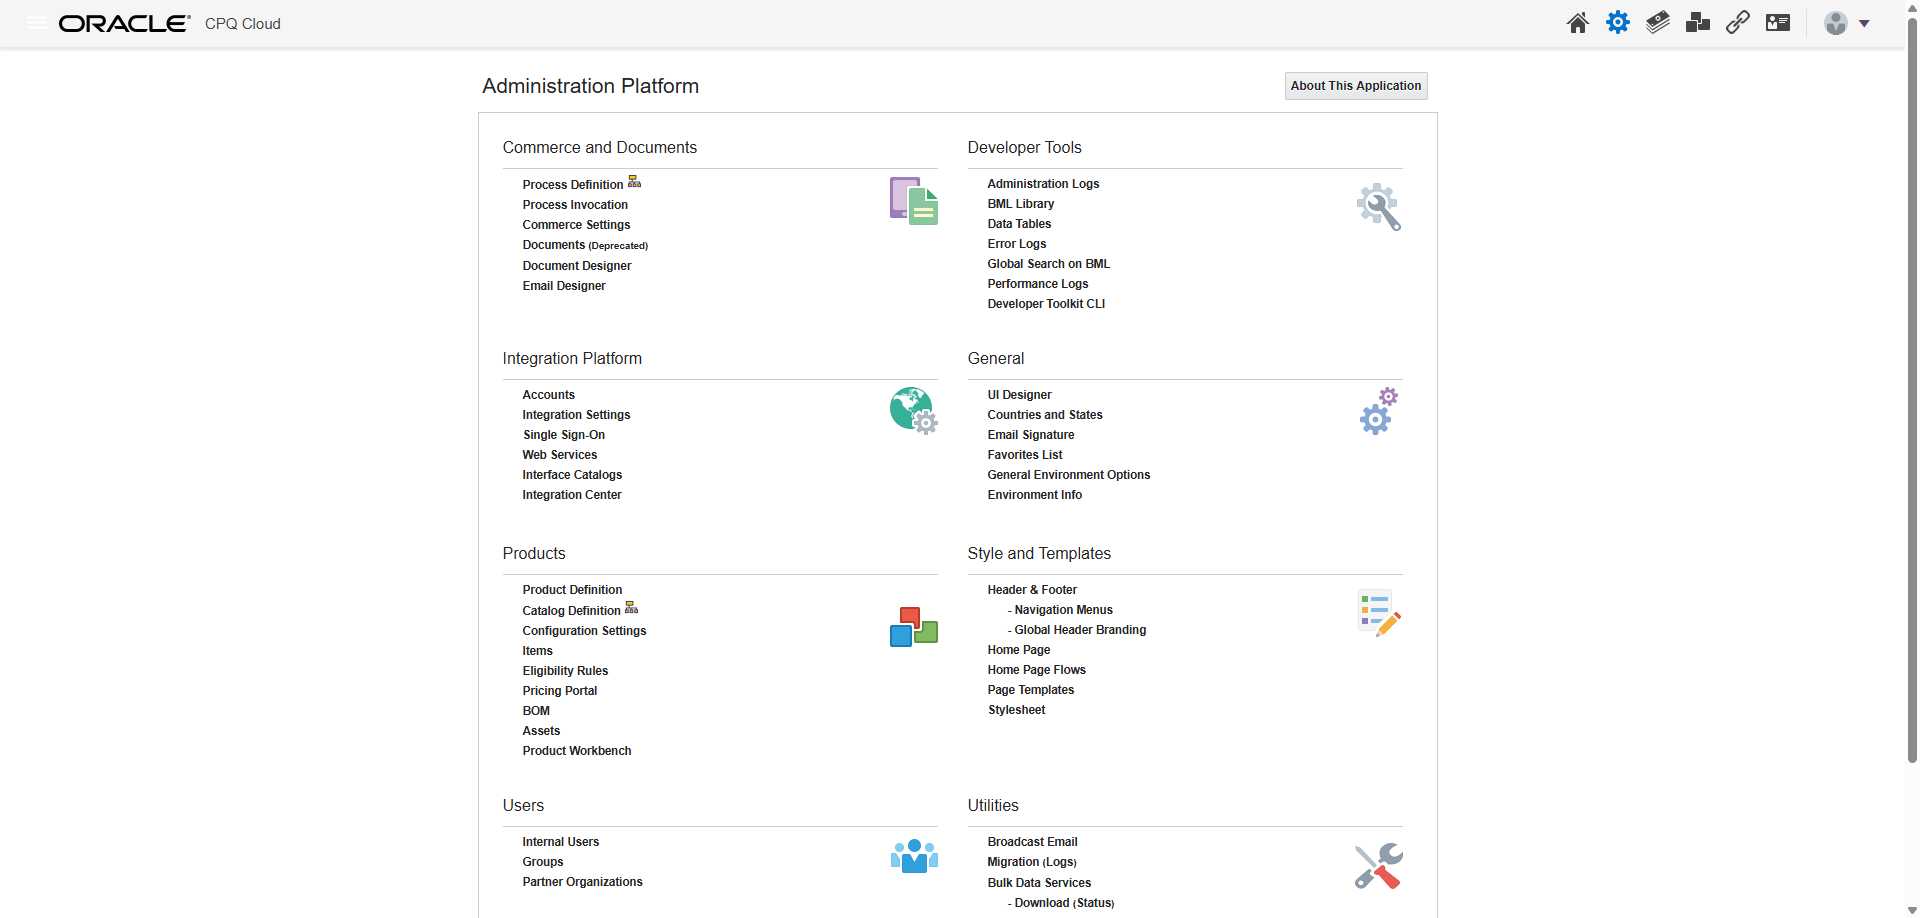 ORACLE® CPQ Cloud
Administration Platform
About This Application
Commerce and Documents
Process Definition
Process Invocation
Commerce Settings
Documents (Deprecated)
Document Designer
Email Designer
Developer Tools
Administration Logs
BML Library
Data Tables
Error Logs
Global Search on BML
Performance Logs
Developer Toolkit CLI
Integration Platform
Accounts
Integration Settings
Single Sign-On
Web Services
Interface Catalogs
Integration Center
General
UI Designer
Countries and States
Email Signature
Favorites List
General Environment Options
Environment Info
Products
Product Definition
Catalog Definition
Configuration Settings
Items
Eligibility Rules
Pricing Portal
BOM
Assets
Product Workbench
Style and Templates
Header & Footer
- Navigation Menus
- Global Header Branding
Home Page
Home Page Flows
Page Templates
Stylesheet
Users
Internal Users
Groups
Partner Organizations
Utilities
Broadcast Email
Migration (Logs)
Bulk Data Services
- Download (Status)